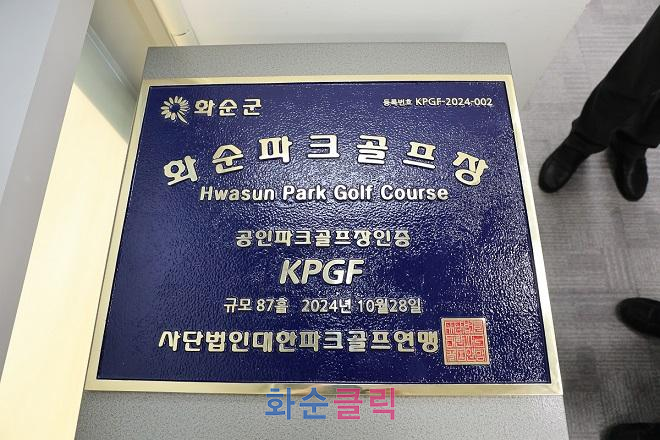 화순군
등록번호 KPGF-2024-002
화순파크골프장
Hwasun Park Golf Course
공인파크골프장인증
KPGF
규모 87홀 2024년 10월28일
사단법인대한파크골프연맹
화순클릭